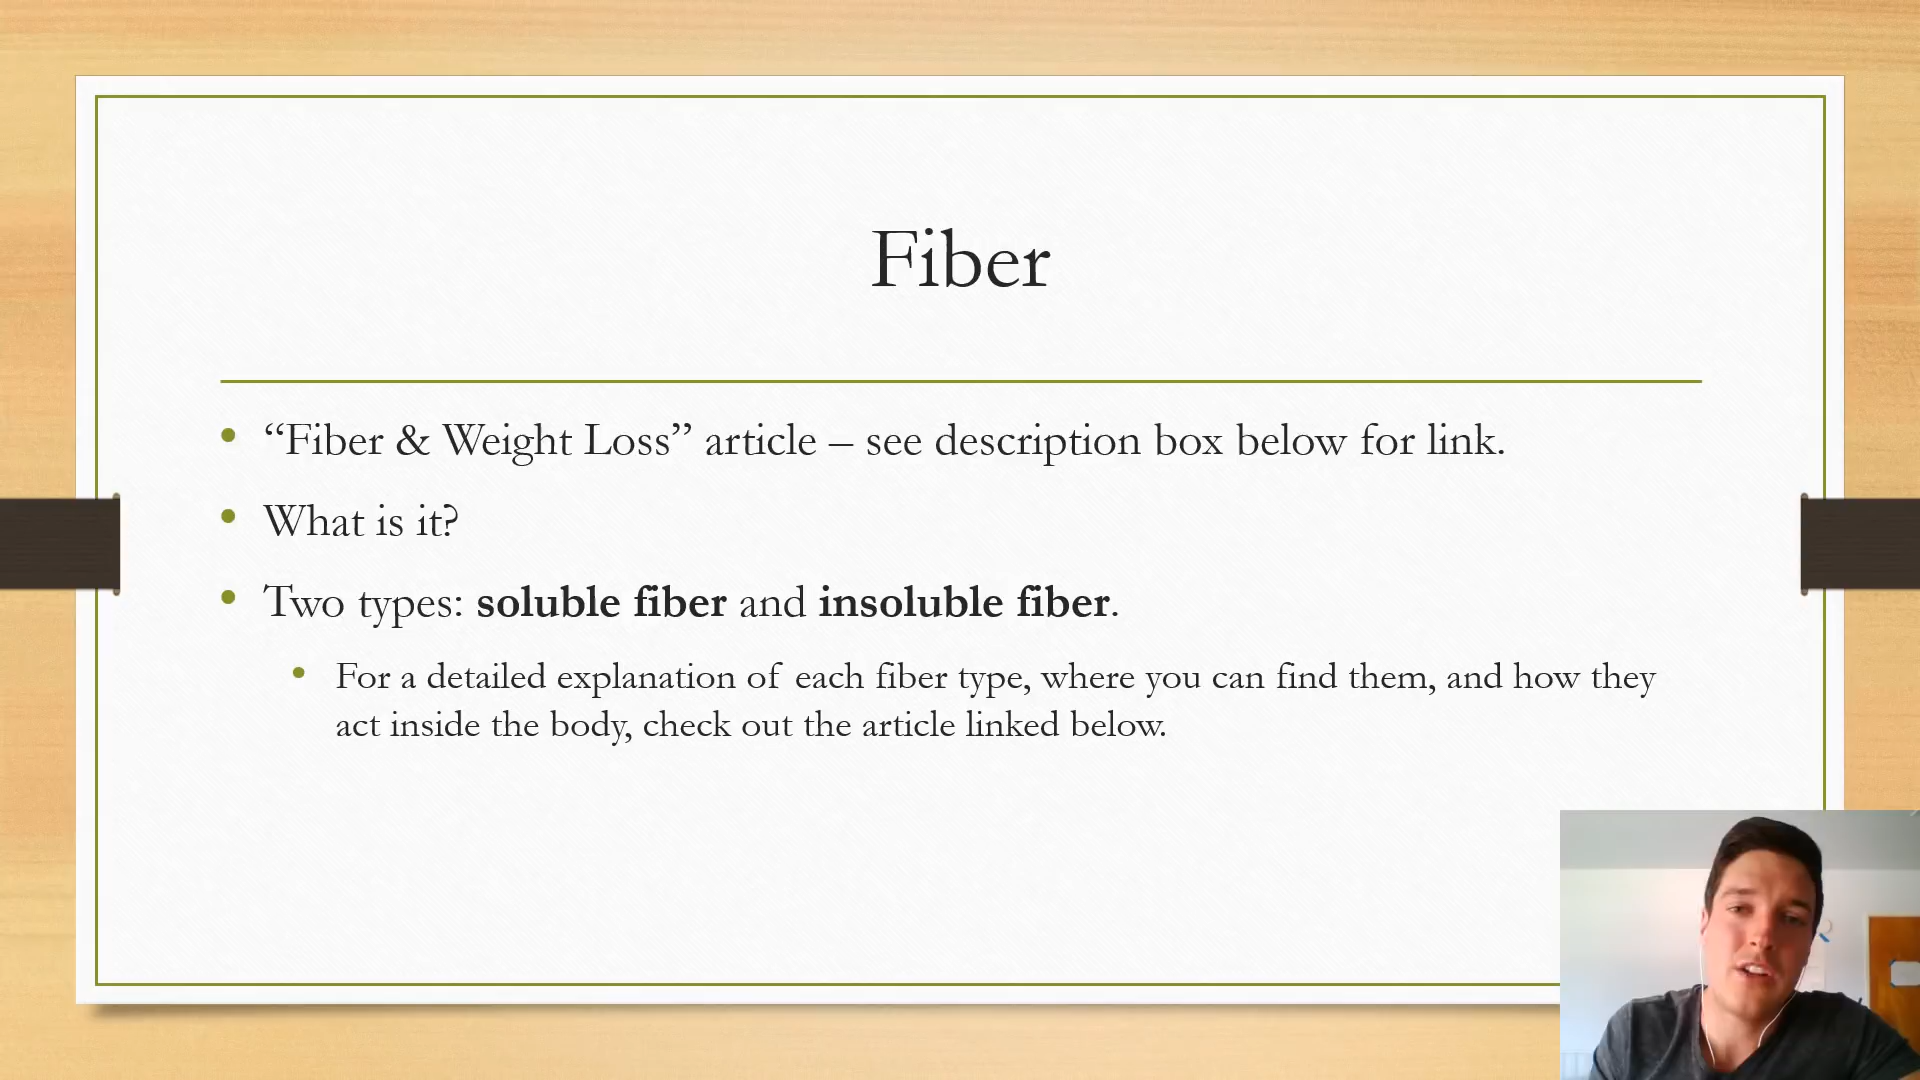 Fiber
• “Fiber & Weight Loss” article – see description box below for link.
• What is it?
• Two types: soluble fiber and insoluble fiber.
• For a detailed explanation of each fiber type, where you can find them, and how they
act inside the body, check out the article linked below.